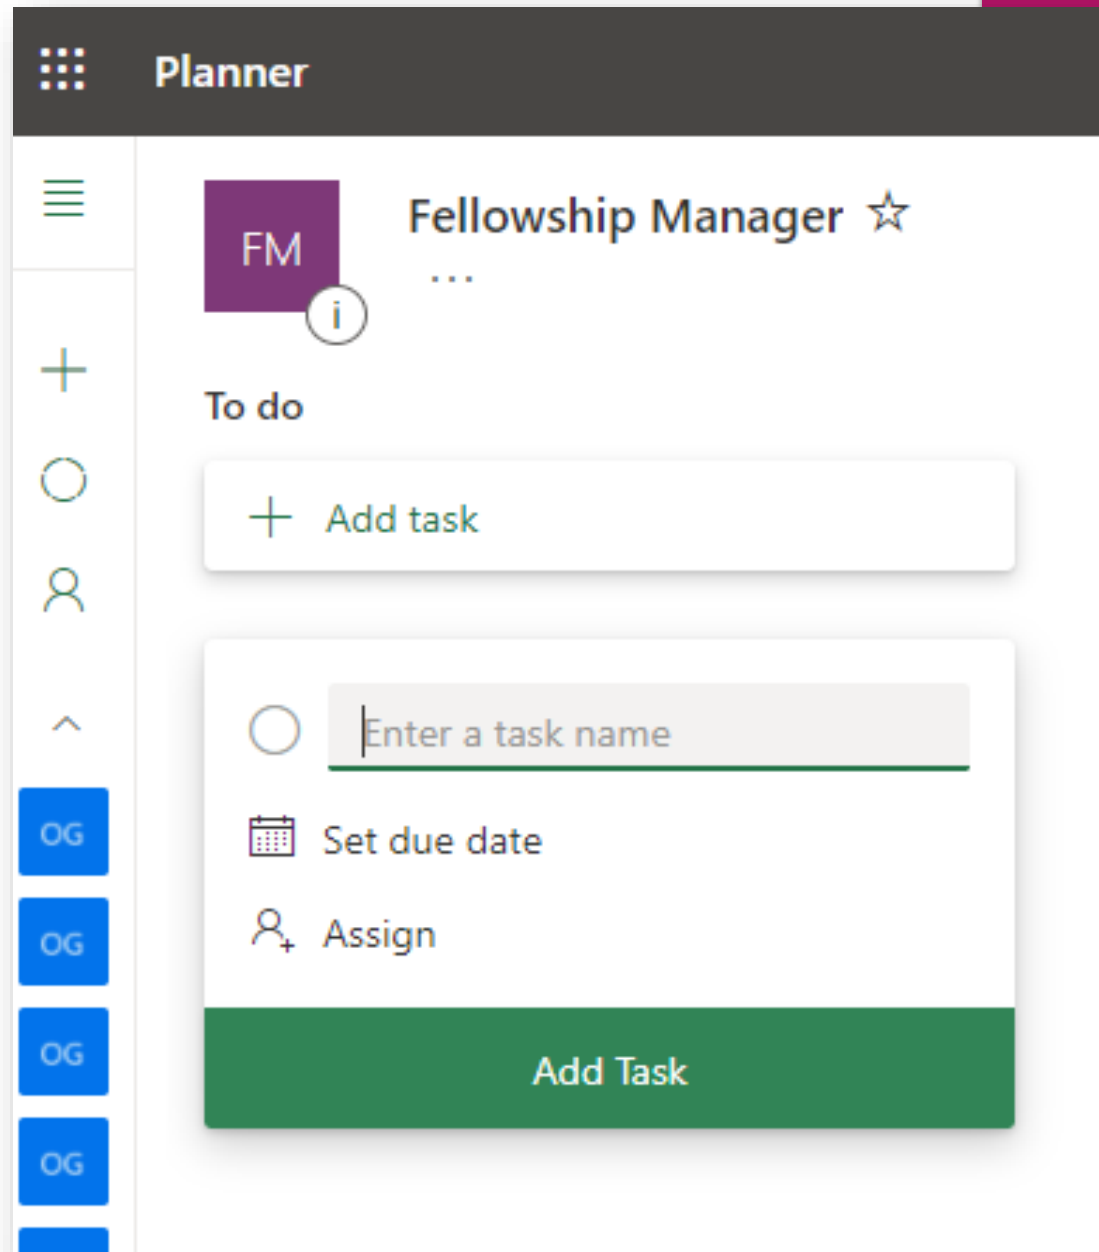 Planner
FM
Fellowship Manager
i
...
To do
Add task
Enter a task name
Set due date
Assign
Add Task
OG
OG
OG
OG